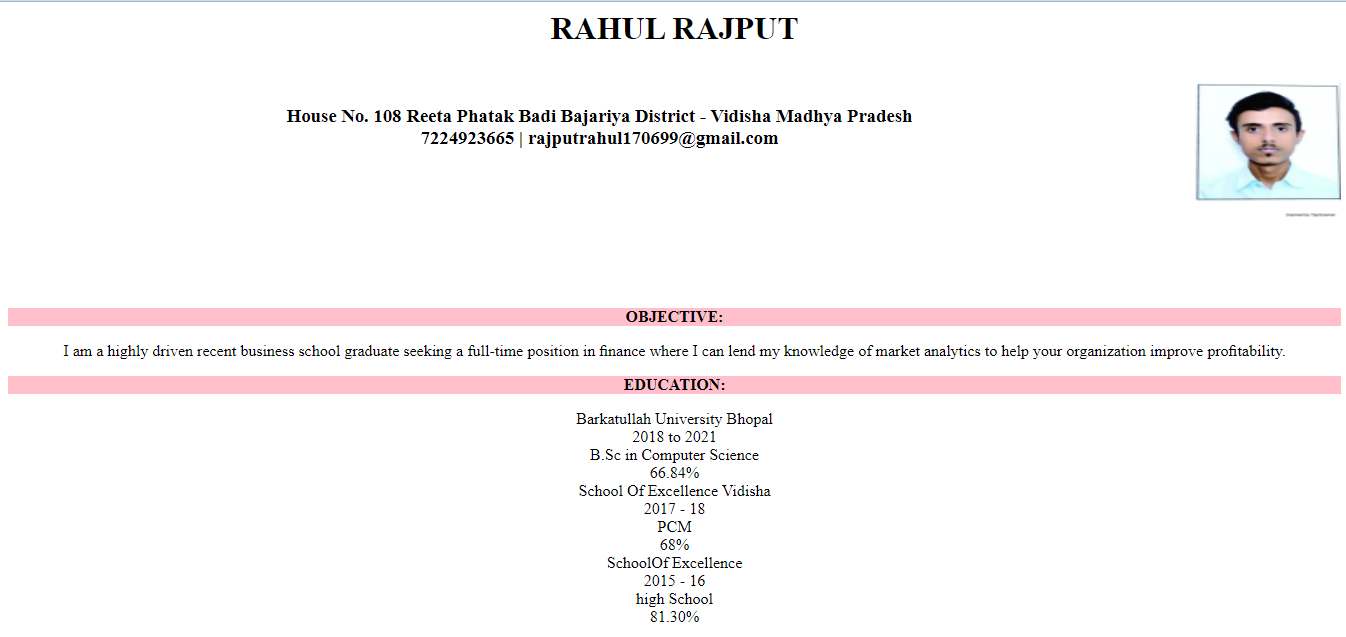 RAHUL RAJPUT
House No. 108 Reeta Phatak Badi Bajariya District - Vidisha Madhya Pradesh
7224923665 | rajputrahul170699@gmail.com
OBJECTIVE:
I am a highly driven recent business school graduate seeking a full-time position in finance where I can lend my knowledge of market analytics to help your organization improve profitability.
EDUCATION:
Barkatullah University Bhopal
2018 to 2021
B.Sc in Computer Science
66.84%
School Of Excellence Vidisha
2017 - 18
PCM
68%
SchoolOf Excellence
2015 - 16
high School
81.30%